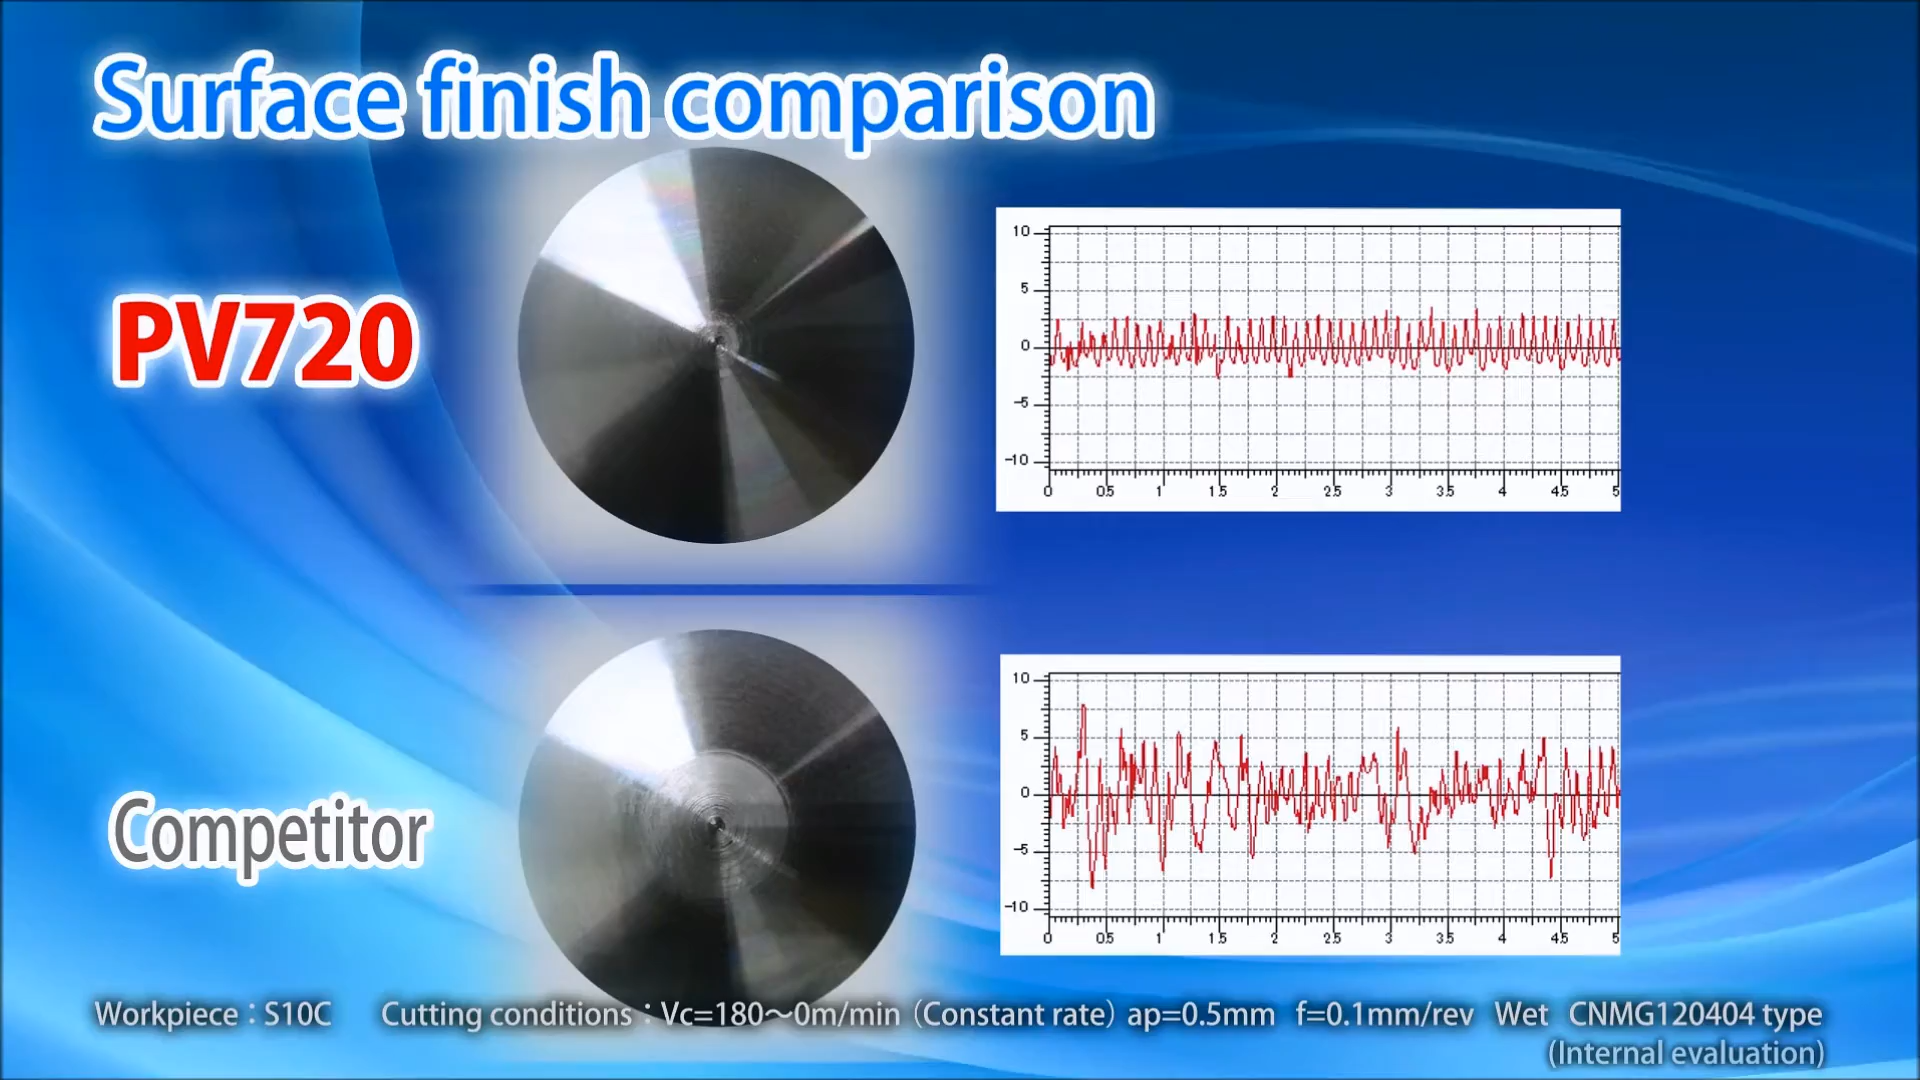 Surface finish comparison
PV720
10
5
0
-5
-10
0 0.5 1 1.5 2 2.5 3 3.5 4 4.5 5
Competitor
10
5
0
-5
-10
0 0.5 1 1.5 2 2.5 3 3.5 4 4.5 5
Workpiece：S10C Cutting conditions：Vc=180～0m/min（Constant rate）ap=0.5mm f=0.1mm/rev Wet CNMG120404 type
(Internal evaluation)